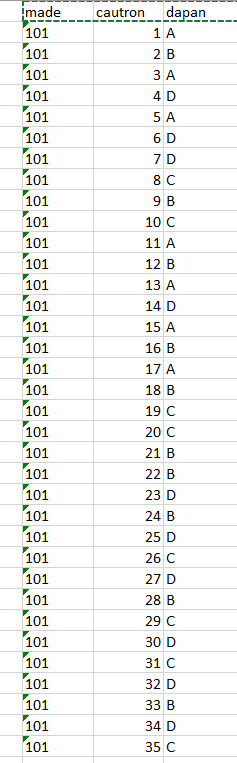 made cautron dapan
101 1 A
101 2 B
101 3 A
101 4 D
101 5 A
101 6 D
101 7 D
101 8 C
101 9 B
101 10 C
101 11 A
101 12 B
101 13 A
101 14 D
101 15 A
101 16 B
101 17 A
101 18 B
101 19 C
101 20 C
101 21 B
101 22 B
101 23 D
101 24 B
101 25 D
101 26 C
101 27 D
101 28 B
101 29 C
101 30 D
101 31 C
101 32 D
101 33 B
101 34 D
101 35 C